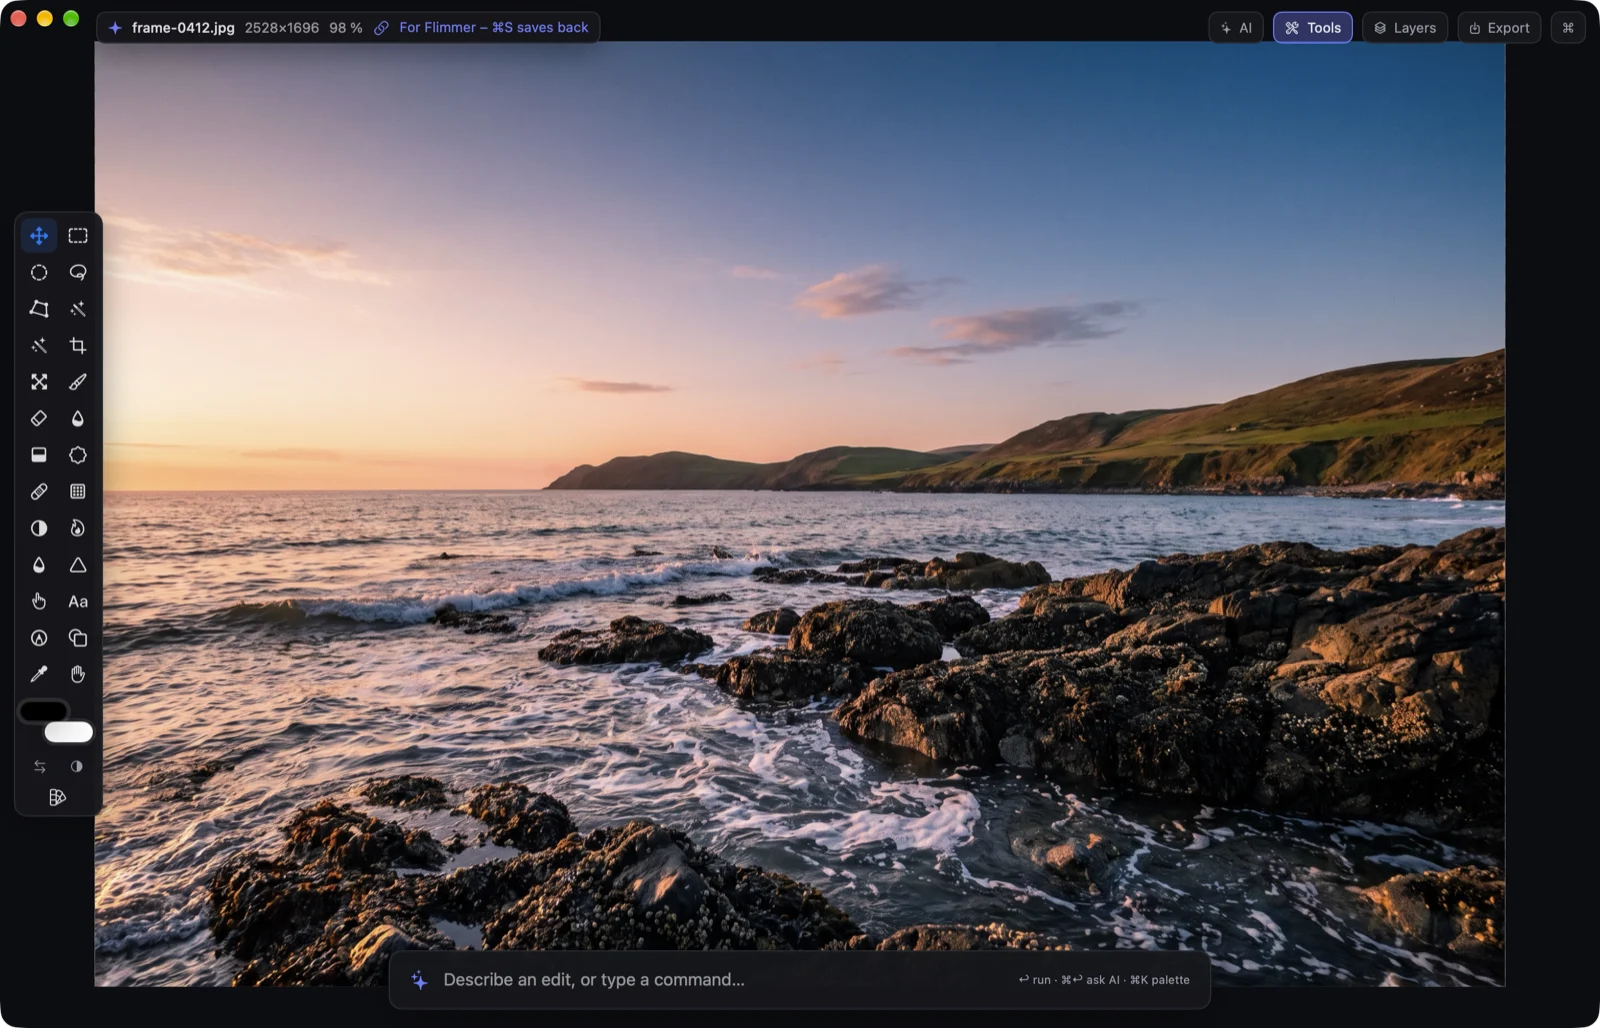 frame-0412.jpg 2528×1696 98 % For Flimmer – ⌘S saves back
AI Tools Layers Export ⌘
Aa
Describe an edit, or type a command... ↩ run · ⌘↩ ask AI · ⌘K palette